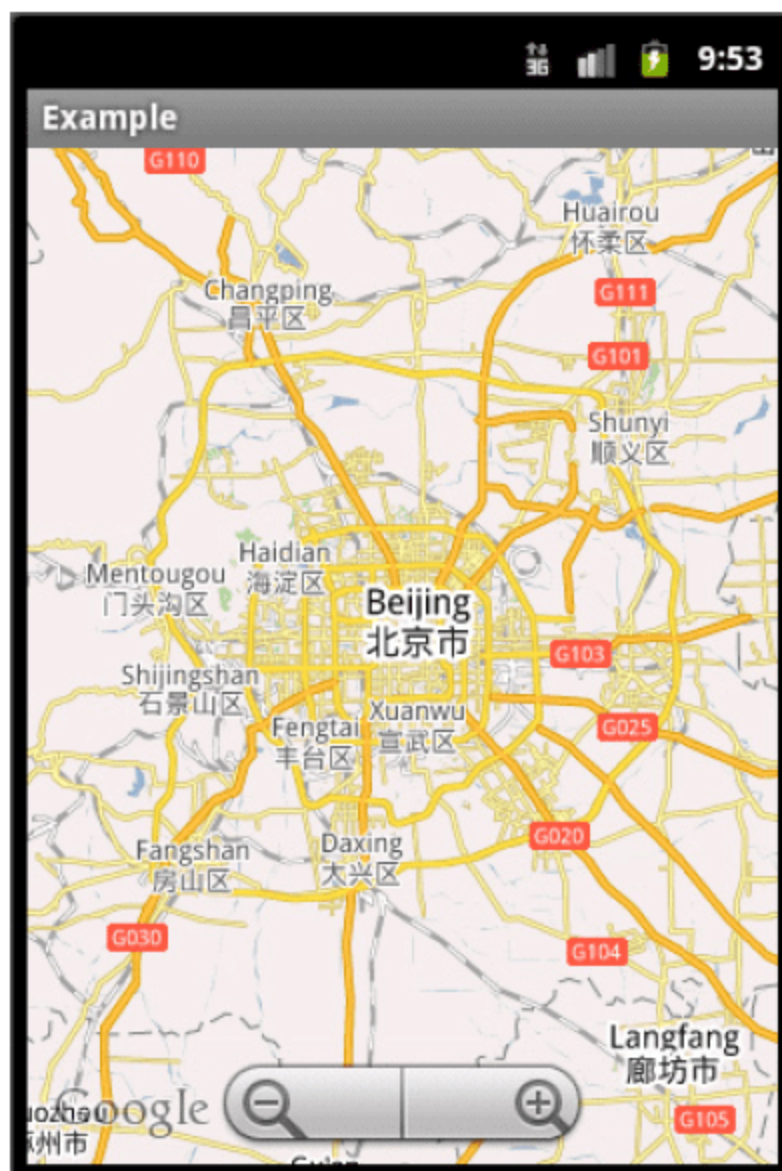 3G 9:53
Example
G110
Huairou
怀柔区
Changping
昌平区
G111
G101
Shunyi
顺义区
Haidian
海淀区
Mentougou
门头沟区
Beijing
北京市
G103
Shijingshan
石景山区
Xuanwu
宣武区
Fengtai
丰台区
G025
G020
Daxing
大兴区
Fangshan
房山区
G030
G104
Langfang
廊坊市
Google
州市
G105